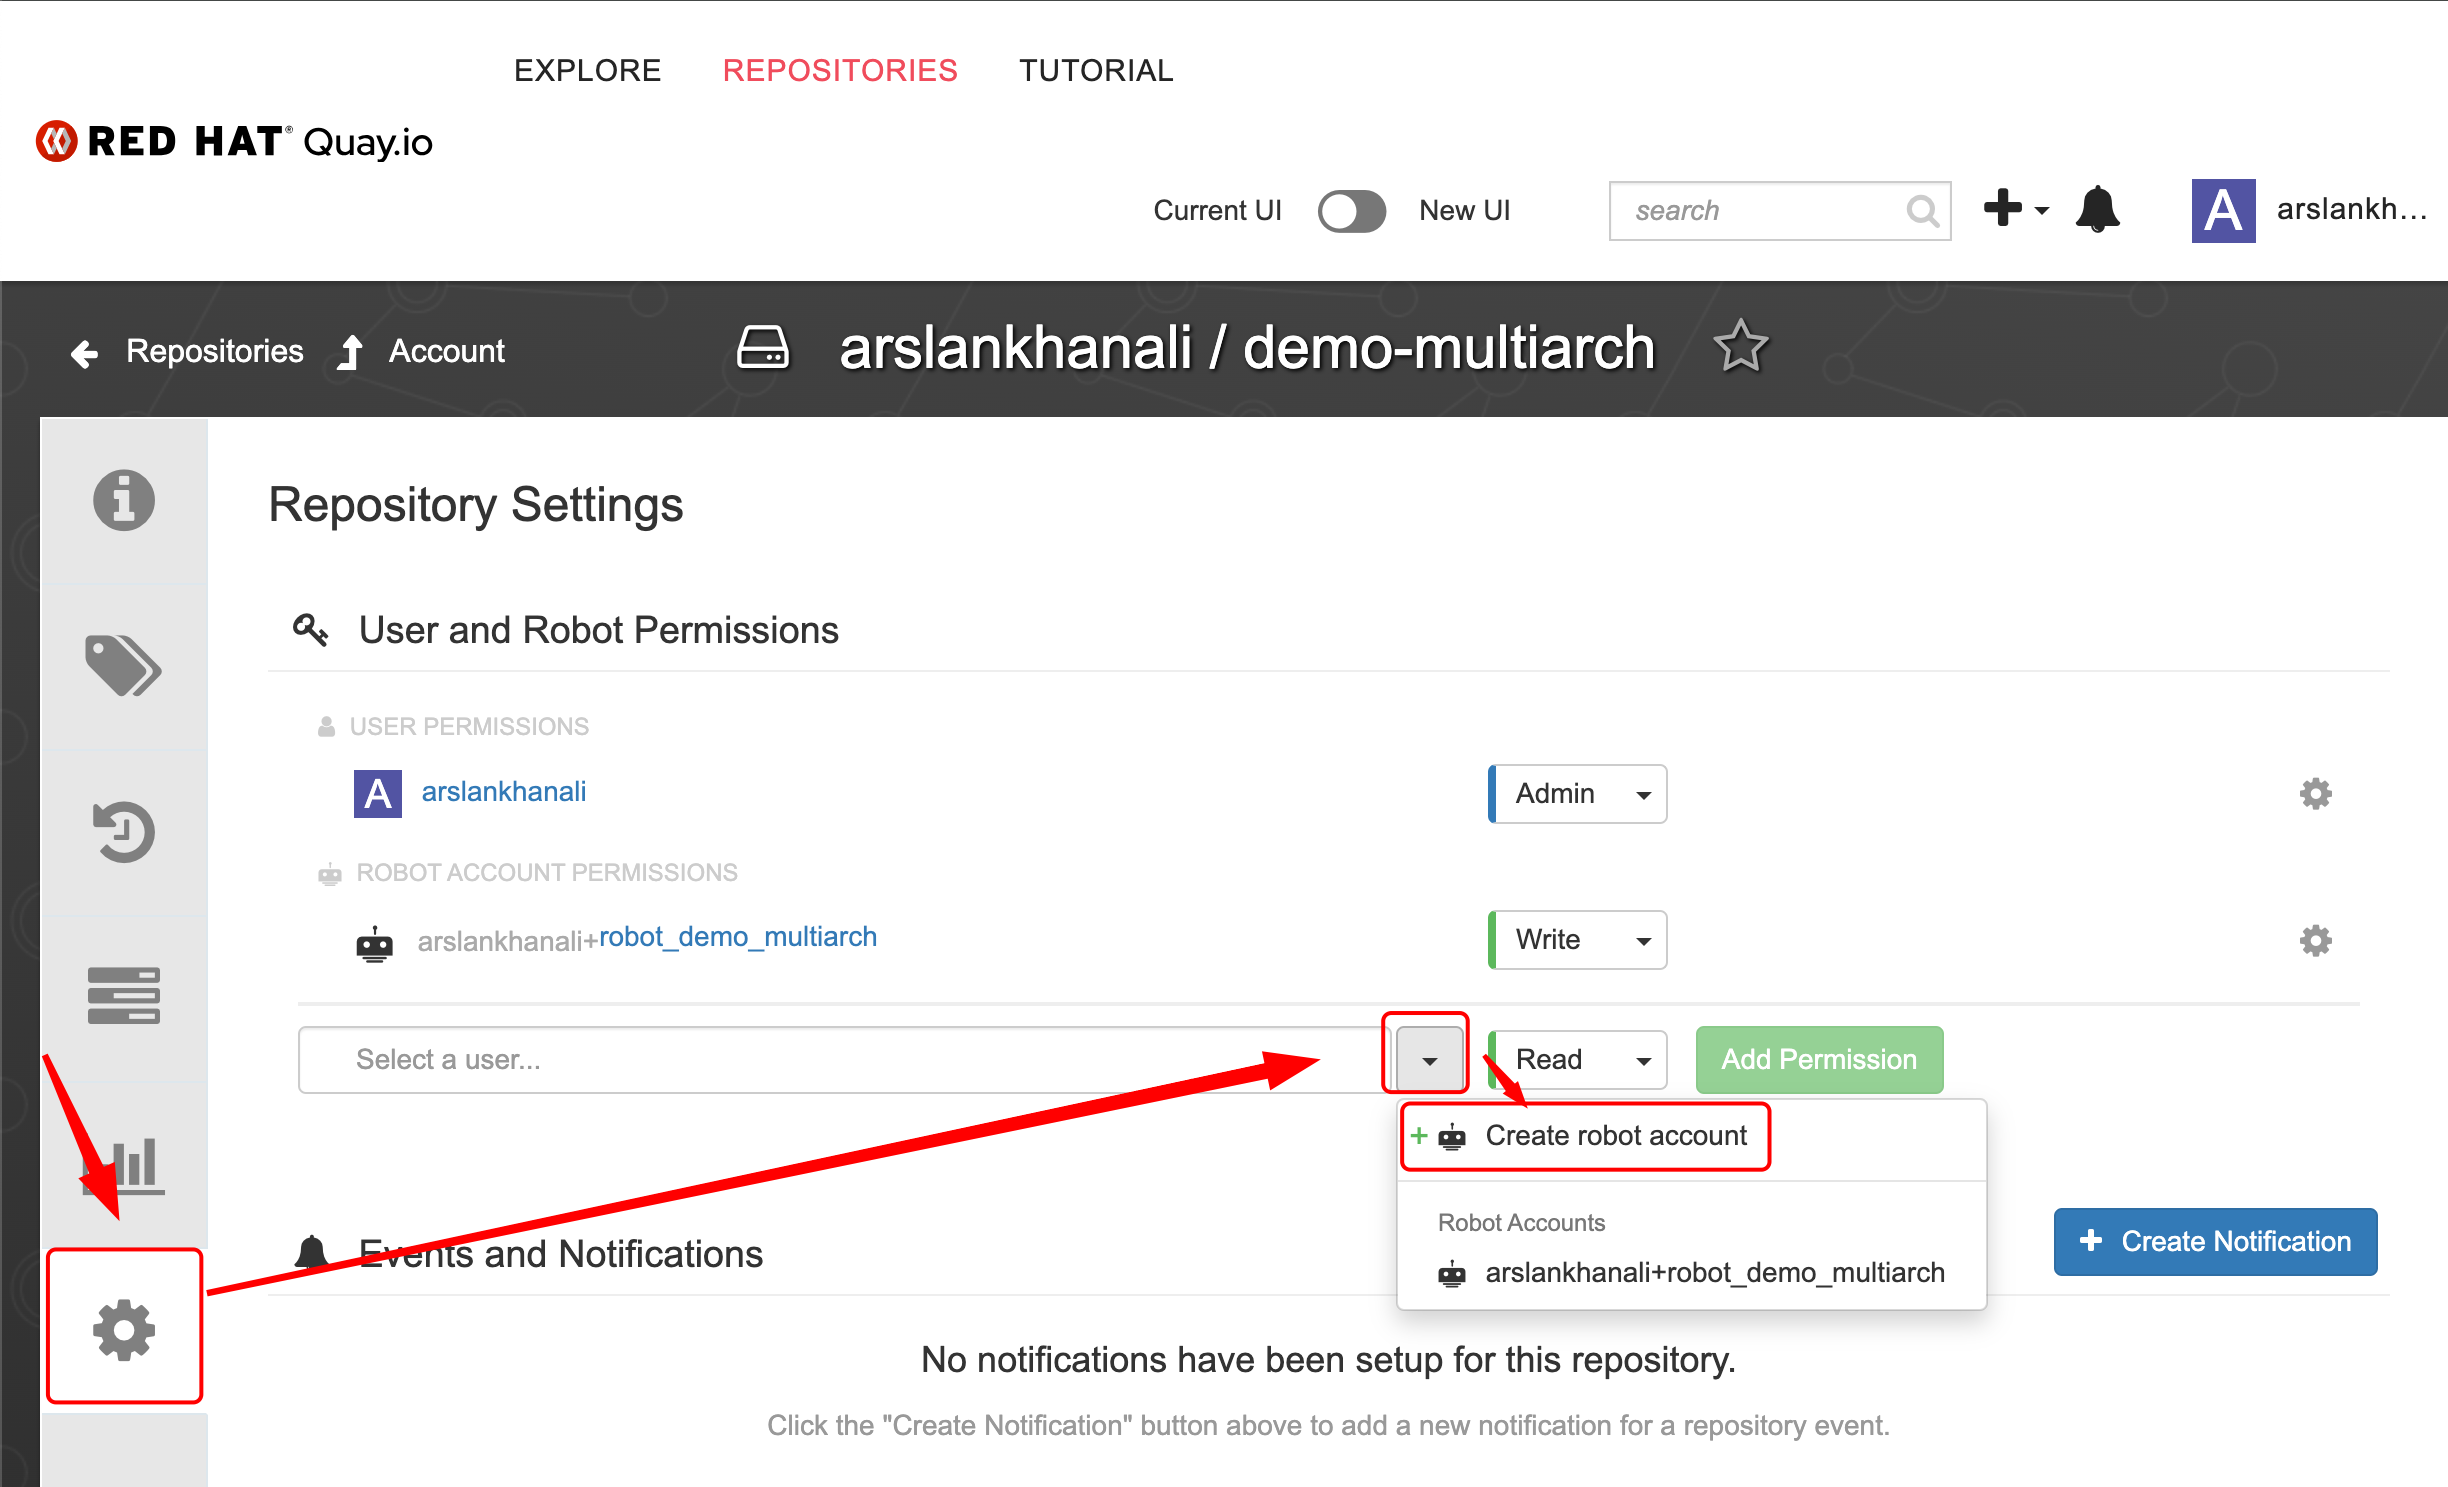 EXPLORE REPOSITORIES TUTORIAL
RED HAT® Quay.io
Current UI New UI search A arslankh...
Repositories Account arslankhanali / demo-multiarch
Repository Settings
User and Robot Permissions
USER PERMISSIONS
A arslankhanali Admin
ROBOT ACCOUNT PERMISSIONS
arslankhanali+robot_demo_multiarch Write
Select a user... Read Add Permission
+ Create robot account
Robot Accounts
arslankhanali+robot_demo_multiarch
Events and Notifications + Create Notification
No notifications have been setup for this repository.
Click the "Create Notification" button above to add a new notification for a repository event.